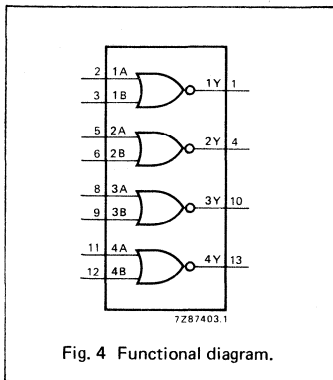 2 1A 1Y 1
3 1B
5 2A 2Y 4
6 2B
8 3A 3Y 10
9 3B
11 4A 4Y 13
12 4B
7Z87403.1
Fig. 4 Functional diagram.